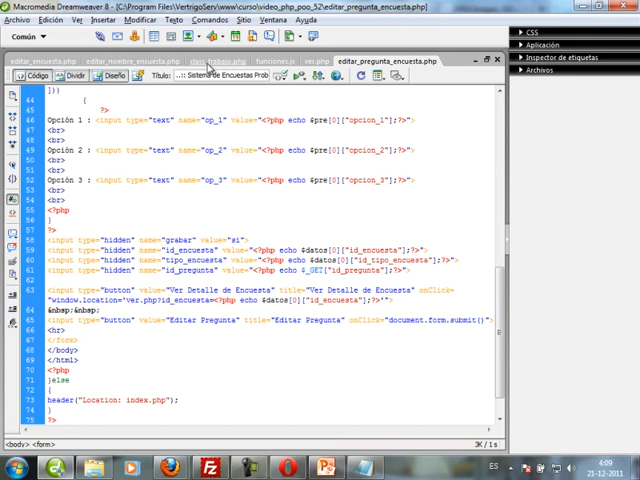 Macromedia Dreamweaver 8 - [C:\Program Files\VertrigoServ\www\curso\video_php_poo_52\editar_pregunta_encuesta.php]
Archivo Edición Ver Insertar Modificar Texto Comandos Sitio Ventana Ayuda
Común
CSS
Aplicación
Inspector de etiquetas
Archivos
editar_encuesta.php editar_nombre_encuesta.php class.trabajo.php funciones.js ver.php editar_pregunta_encuesta.php
Código Dividir Diseño Título: ..:: Sistema de Encuestas Prob
]))
44 {
45 ?>
46 Opción 1 : <input type="text" name="op_1" value="<?php echo $pre[0]["opcion_1"];?>">
47 <br>
48 <br>
49 Opción 2 : <input type="text" name="op_2" value="<?php echo $pre[0]["opcion_2"];?>">
50 <br>
51 <br>
52 Opción 3 : <input type="text" name="op_3" value="<?php echo $pre[0]["opcion_3"];?>">
53 <br>
54 <br>
55 <?php
56 }
57 ?>
58 <input type="hidden" name="grabar" value="si">
59 <input type="hidden" name="id_encuesta" value="<?php echo $datos[0]["id_encuesta"];?>">
60 <input type="hidden" name="tipo_encuesta" value="<?php echo $datos[0]["id_tipo_encuesta"];?>">
61 <input type="hidden" name="id_pregunta" value="<?php echo $_GET["id_pregunta"];?>">
62
63 <input type="button" value="Ver Detalle de Encuesta" title="Ver Detalle de Encuesta" onClick=
"window.location='ver.php?id_encuesta=<?php echo $datos[0]["id_encuesta"];?>'">
64 &nbsp;&nbsp;
65 <input type="button" value="Editar Pregunta" title="Editar Pregunta" onClick="document.form.submit()">
66 <hr>
67 </form>
68 </body>
69 </html>
70 <?php
71 }else
72 {
73 header("Location: index.php");
74 }
75 ?>
<body> <form>
3K / 1 s
ES
4:09
21-12-2011